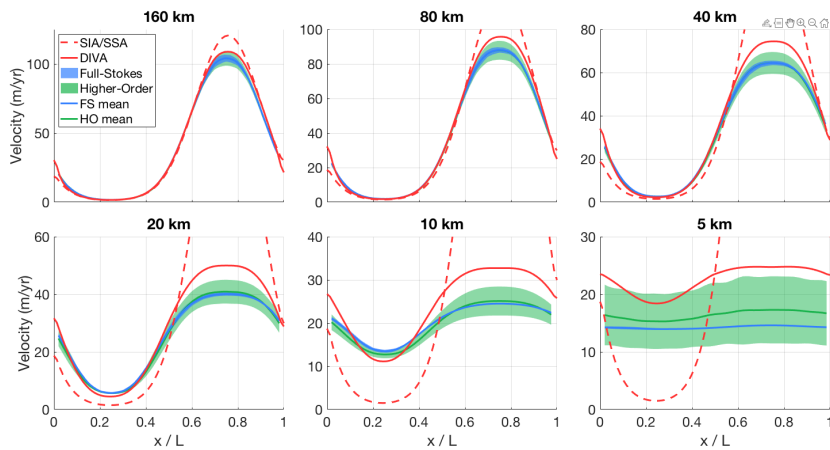 160 km
80 km
40 km
SIA/SSA
DIVA
Full-Stokes
Higher-Order
FS mean
HO mean
Velocity (m/yr)
100
50
0
100
80
60
40
20
0
80
60
40
20
0
20 km
10 km
5 km
Velocity (m/yr)
60
40
20
0
40
30
20
10
0
30
25
20
15
10
5
0
0 0.2 0.4 0.6 0.8 1
0 0.2 0.4 0.6 0.8 1
0 0.2 0.4 0.6 0.8 1
x / L
x / L
x / L